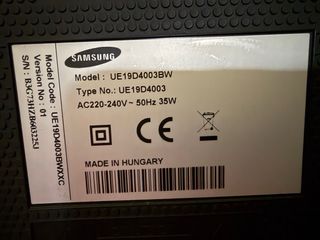 SAMSUNG
Model : UE19D4003BW
Type No.: UE19D4003
AC220-240V~ 50Hz 35W
CE
MADE IN HUNGARY
Model Code : UE19D4003BWXXC
Version No : 01
S/N :